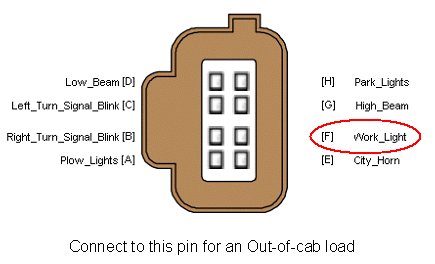 Low_Beam [D] [H] Park_Lights
Left_Turn_Signal_Blink [C] [G] High_Beam
Right_Turn_Signal_Blink [B] [F] Work_Light
Plow_Lights [A] [E] City_Horn
Connect to this pin for an Out-of-cab load